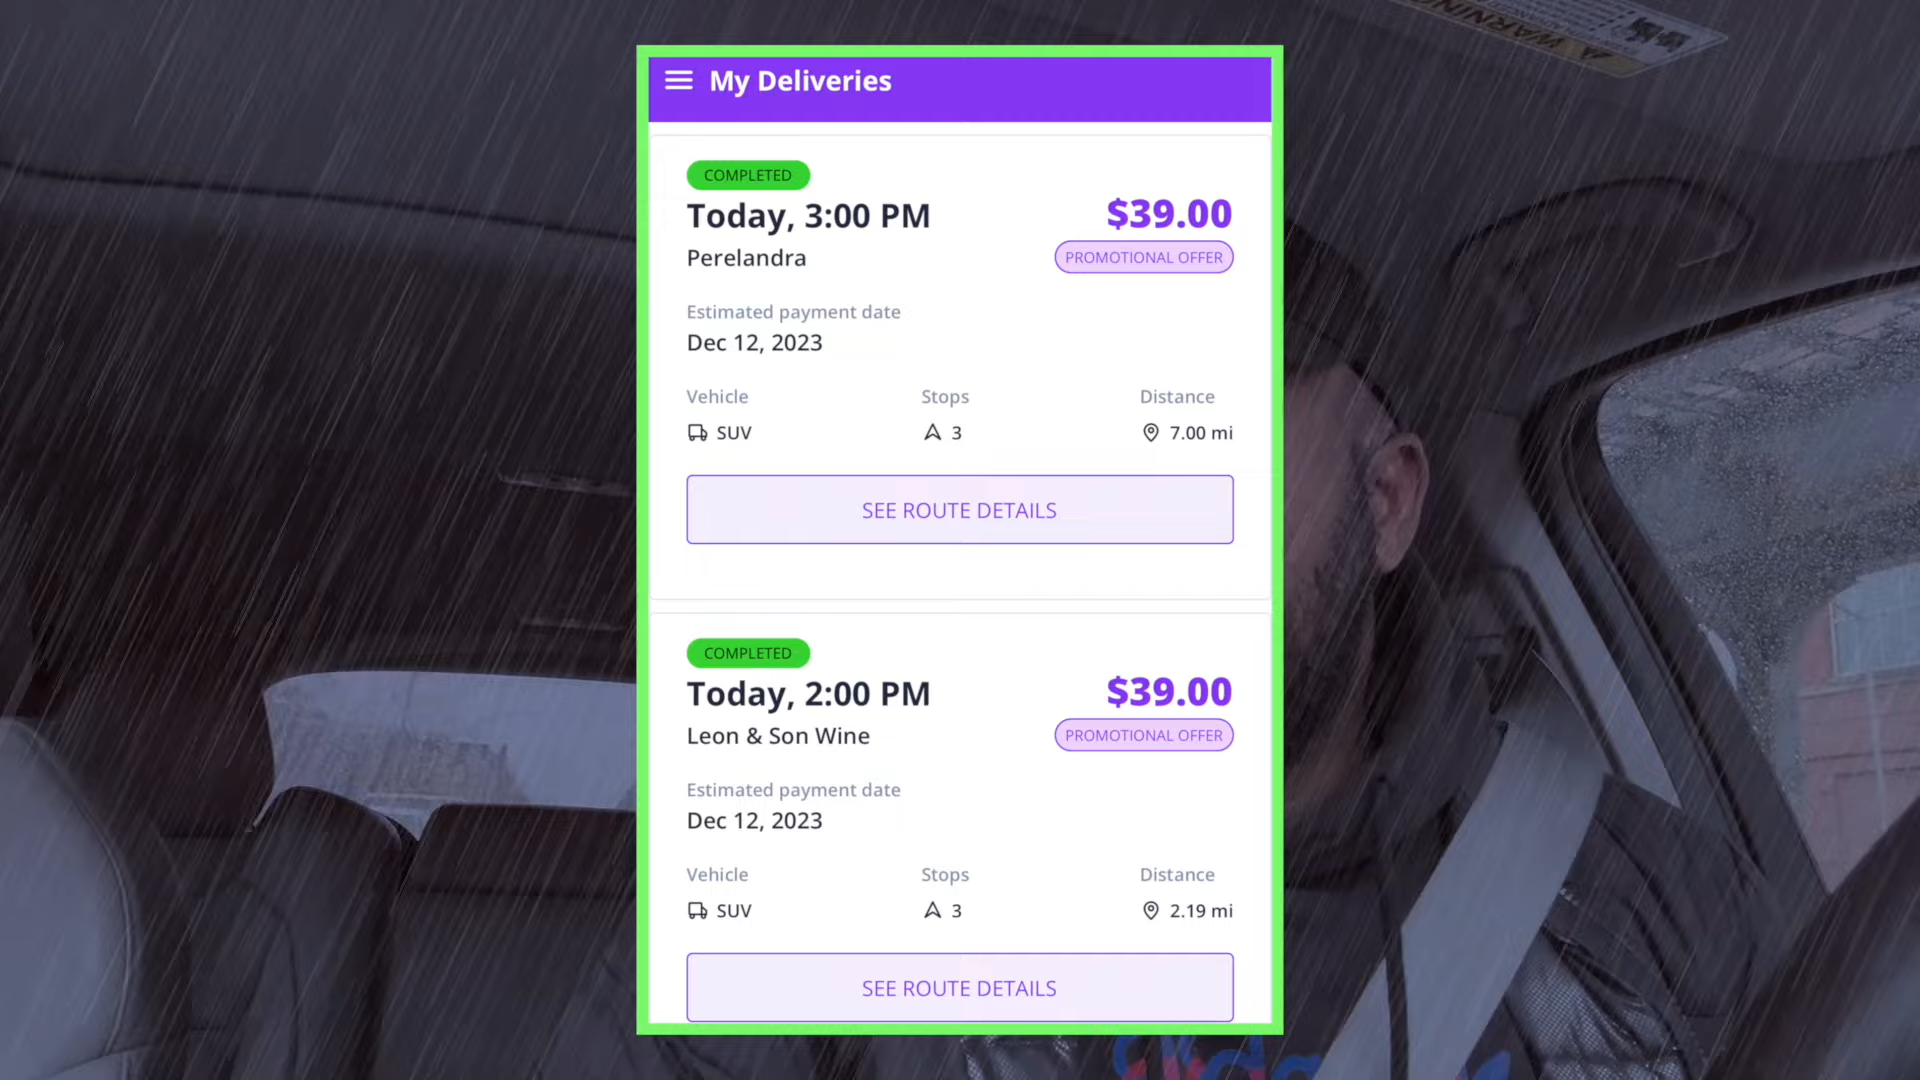 My Deliveries
COMPLETED
Today, 3:00 PM
$39.00
Perelandra
PROMOTIONAL OFFER
Estimated payment date
Dec 12, 2023
Vehicle
Stops
Distance
SUV
3
7.00 mi
SEE ROUTE DETAILS
COMPLETED
Today, 2:00 PM
$39.00
Leon & Son Wine
PROMOTIONAL OFFER
Estimated payment date
Dec 12, 2023
Vehicle
Stops
Distance
SUV
3
2.19 mi
SEE ROUTE DETAILS
WARNING